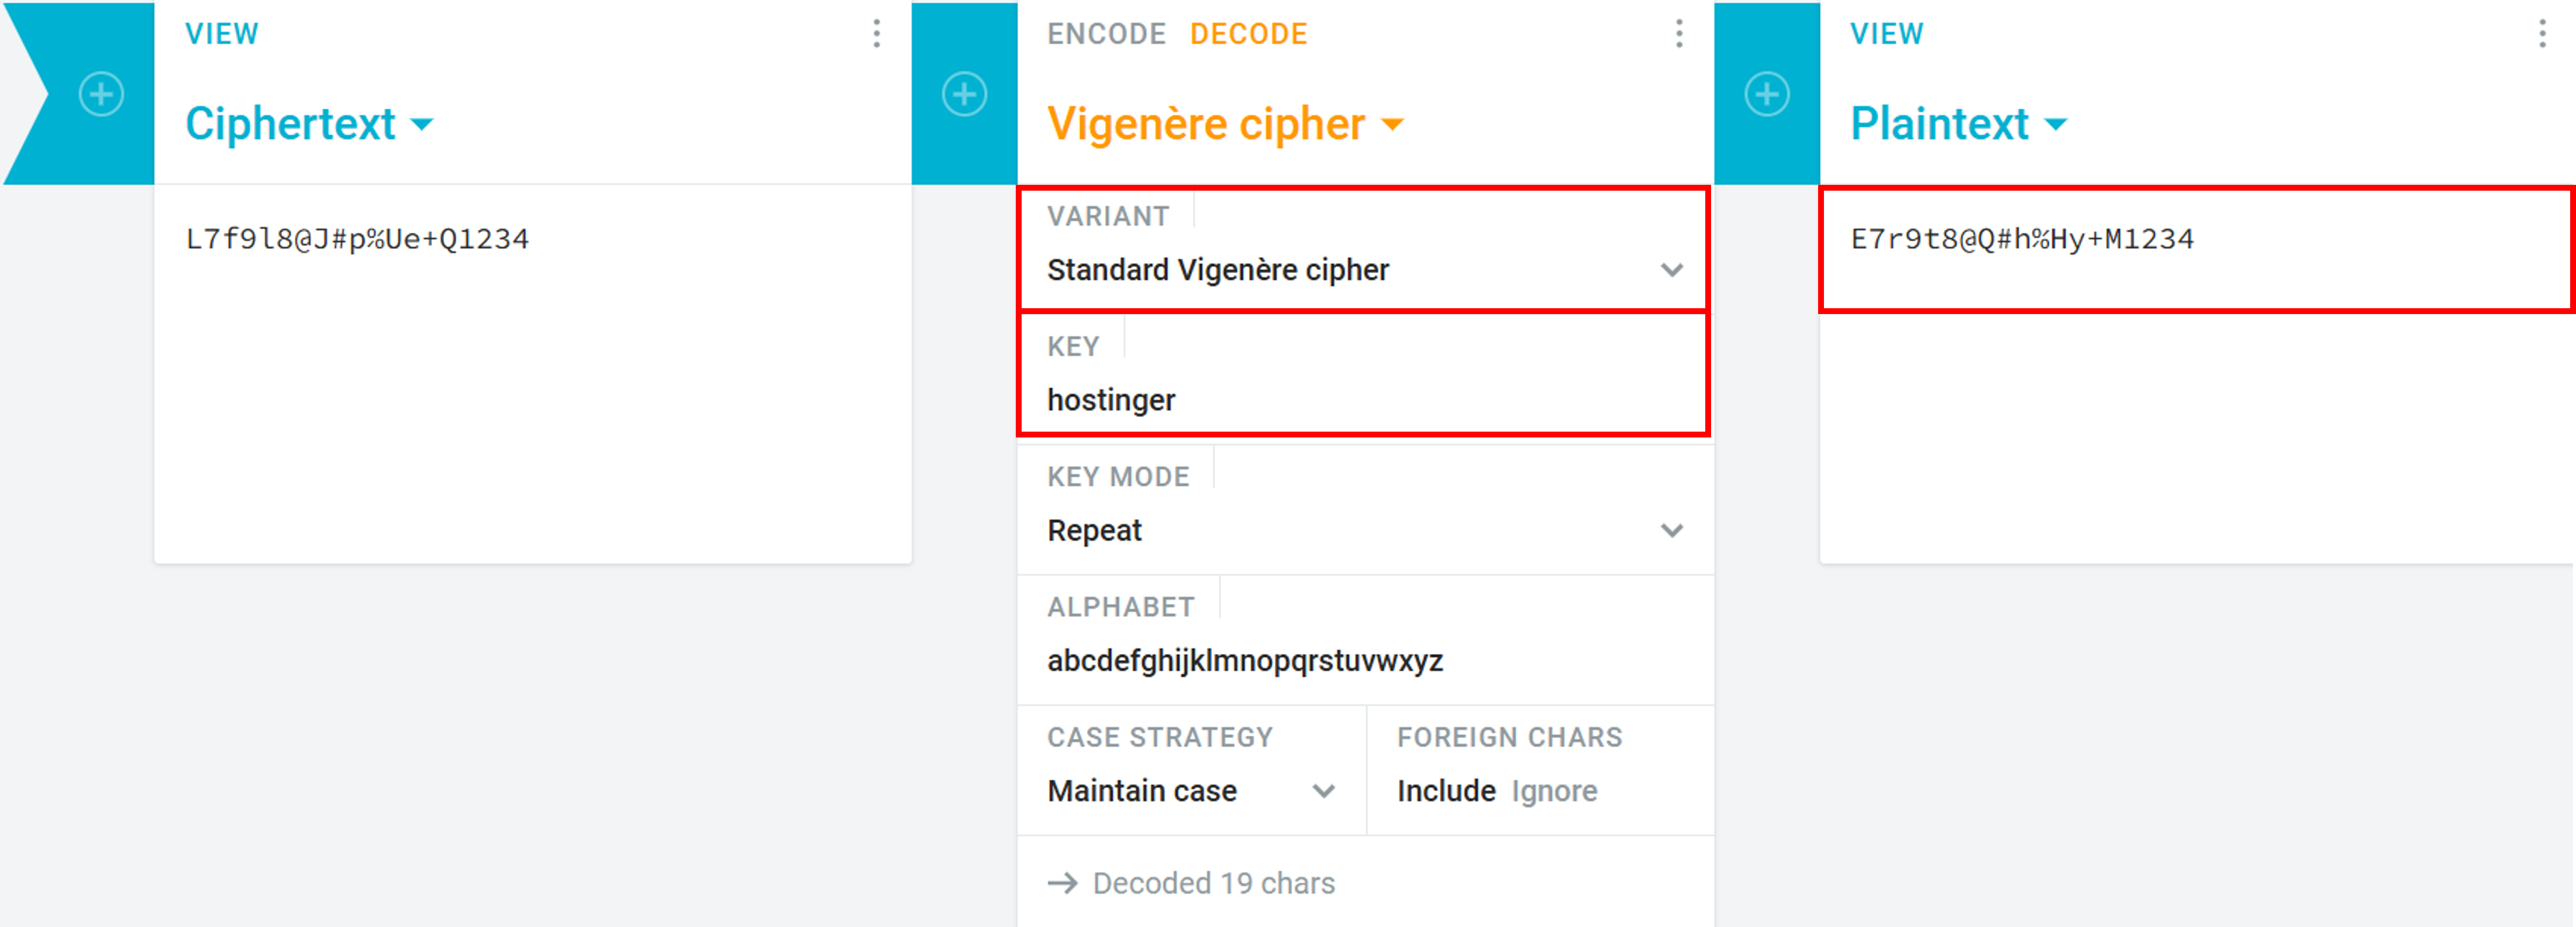 VIEW
Ciphertext
L7f9l8@J#p%Ue+Q1234
ENCODE DECODE
Vigenère cipher
VARIANT
Standard Vigenère cipher
KEY
hostinger
KEY MODE
Repeat
ALPHABET
abcdefghijklmnopqrstuvwxyz
CASE STRATEGY
Maintain case
FOREIGN CHARS
Include Ignore
→ Decoded 19 chars
VIEW
Plaintext
E7r9t8@Q#h%Hy+M1234